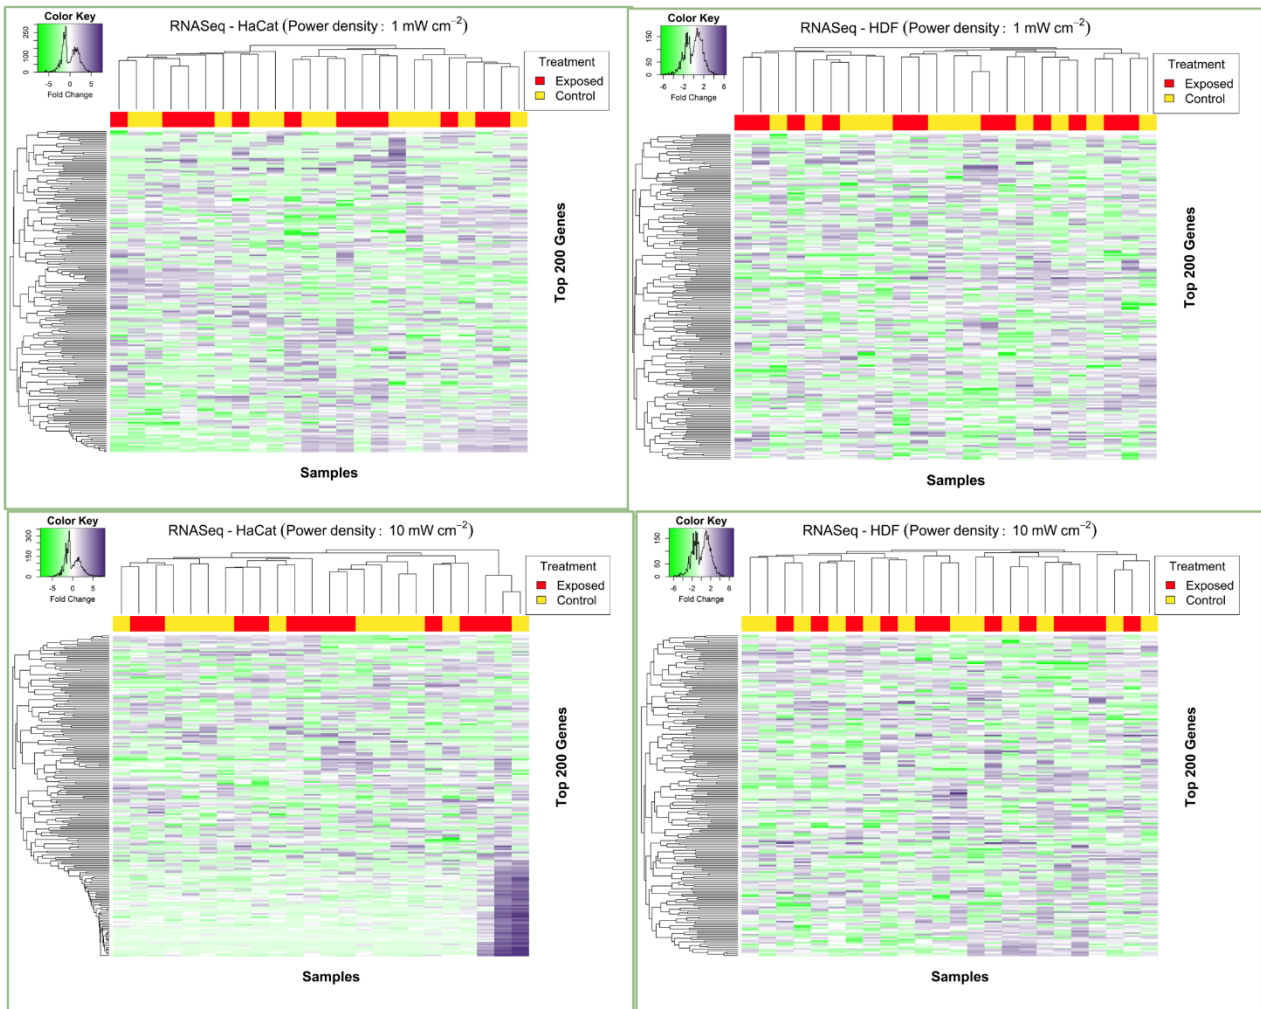 Color Key
RNASeq - HaCat (Power density : 1 mW cm−2)
0 100 250
-5 0 5
Fold Change
Treatment
Exposed
Control
Top 200 Genes
Samples
Color Key
RNASeq - HDF (Power density : 1 mW cm−2)
0 50 150
-6 -2 2 6
Fold Change
Treatment
Exposed
Control
Top 200 Genes
Samples
Color Key
RNASeq - HaCat (Power density : 10 mW cm−2)
0 150 300
-5 0 5
Fold Change
Treatment
Exposed
Control
Top 200 Genes
Samples
Color Key
RNASeq - HDF (Power density : 10 mW cm−2)
0 50 150
-6 -2 2 6
Fold Change
Treatment
Exposed
Control
Top 200 Genes
Samples